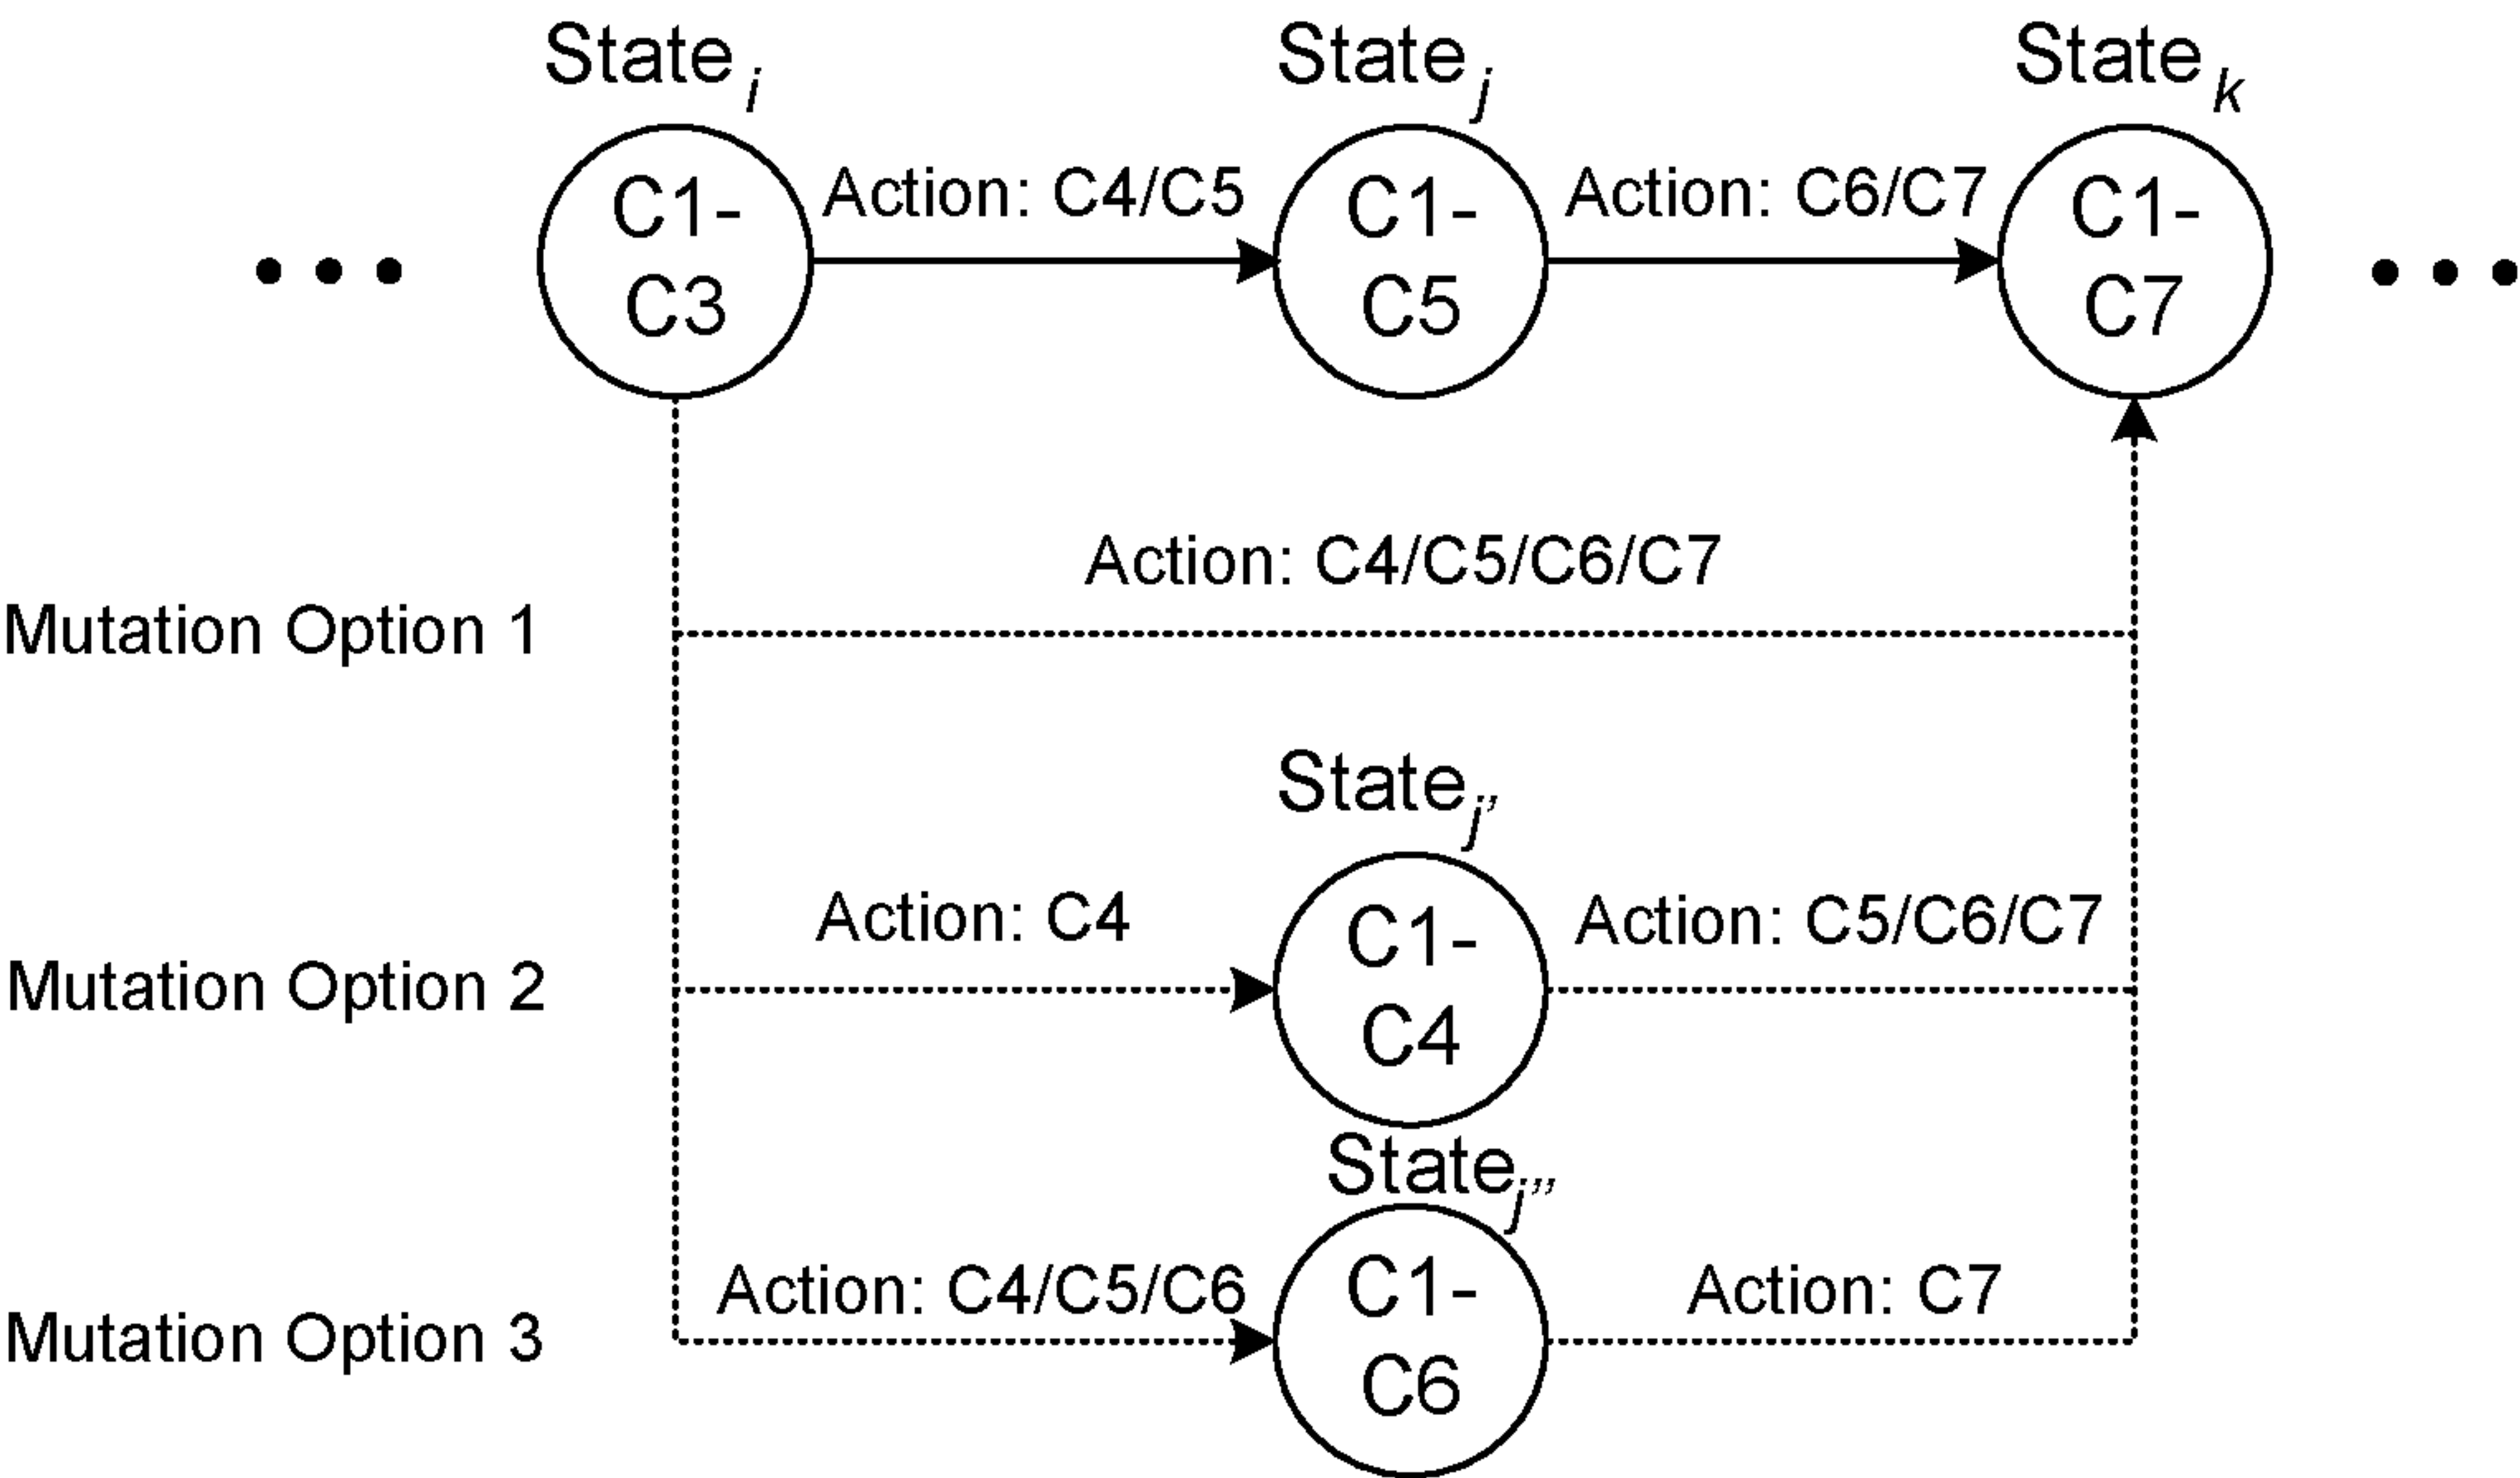 State i
State j
State k
C1-
C3
Action: C4/C5
C1-
C5
Action: C6/C7
C1-
C7
Action: C4/C5/C6/C7
Mutation Option 1
State j’
Action: C4
C1-
C4
Action: C5/C6/C7
Mutation Option 2
State j’’
Action: C4/C5/C6
C1-
C6
Action: C7
Mutation Option 3